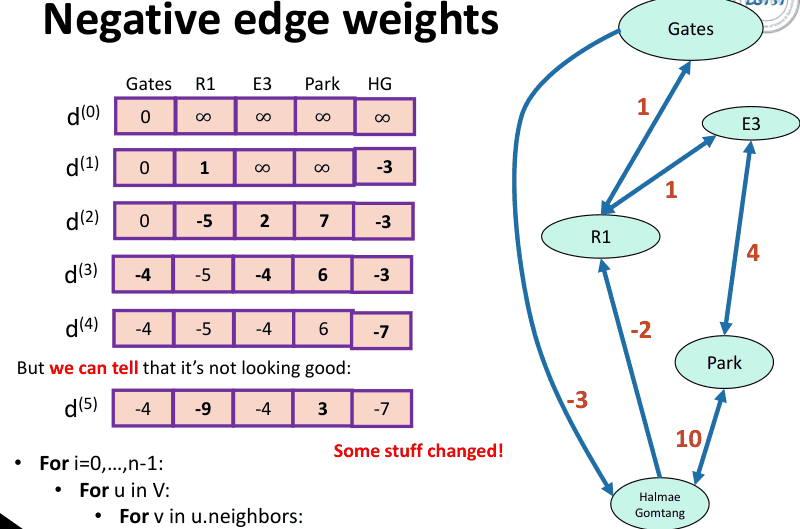 Negative edge weights
Gates R1 E3 Park HG
d(0) 0 ∞ ∞ ∞ ∞
d(1) 0 1 ∞ ∞ -3
d(2) 0 -5 2 7 -3
d(3) -4 -5 -4 6 -3
d(4) -4 -5 -4 6 -7
But we can tell that it's not looking good:
d(5) -4 -9 -4 3 -7
Some stuff changed!
• For i=0,...,n-1:
• For u in V:
• For v in u.neighbors:
Gates
1
E3
1
R1
4
-2
Park
-3
10
Halmae
Gomtang